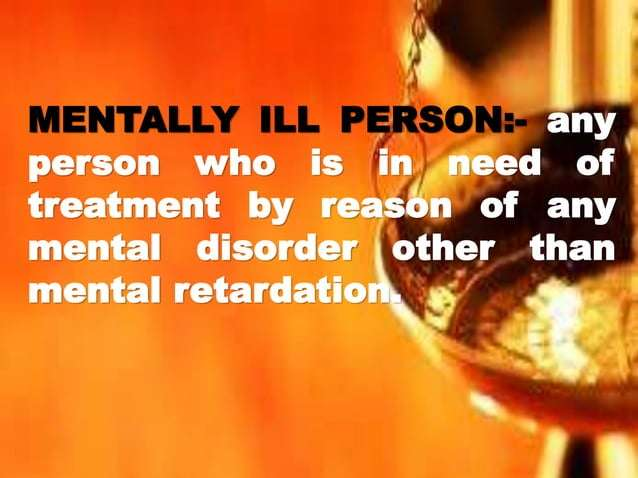 MENTALLY ILL PERSON:- any
person who is in need of
treatment by reason of any
mental disorder other than
mental retardation.